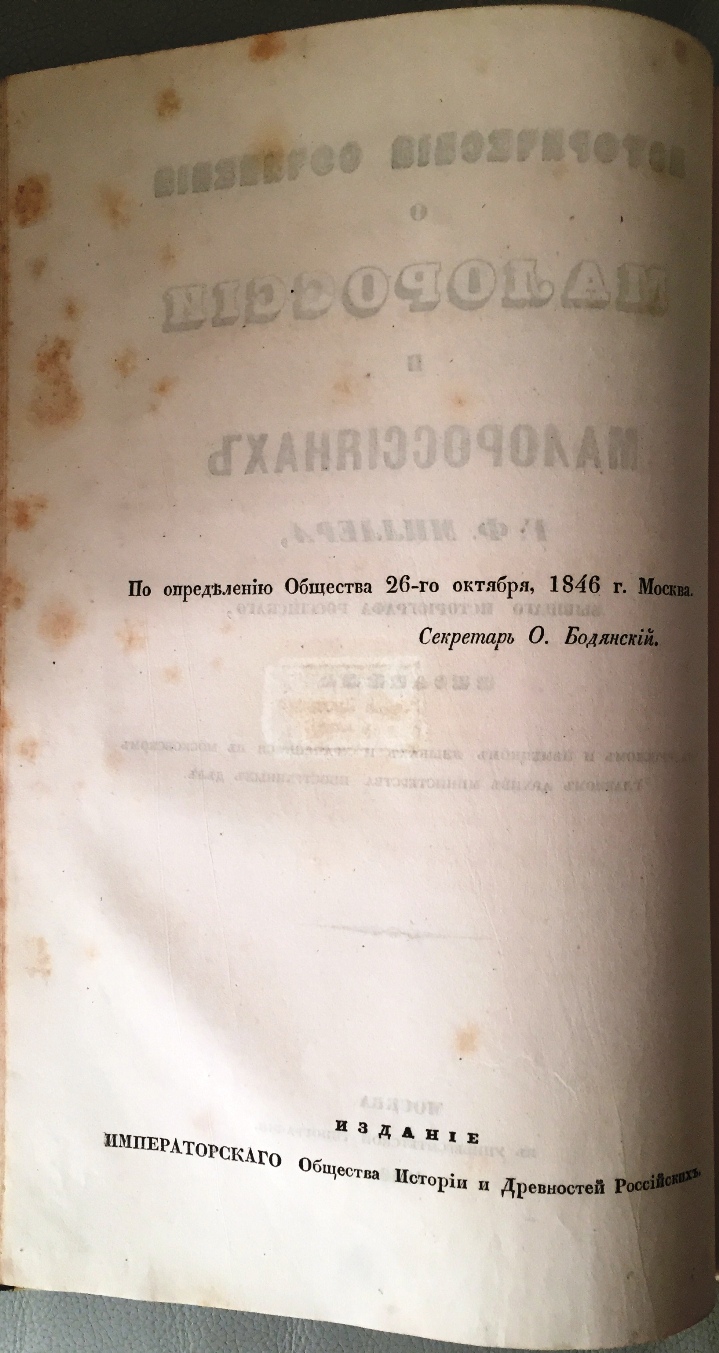 По опредѣленію Общества 26-го октября, 1846 г. Москва.
Секретарь О. Бодянскій.
ИЗДАНІЕ
ИМПЕРАТОРСКАГО Общества Исторіи и Древностей Россійскихъ.